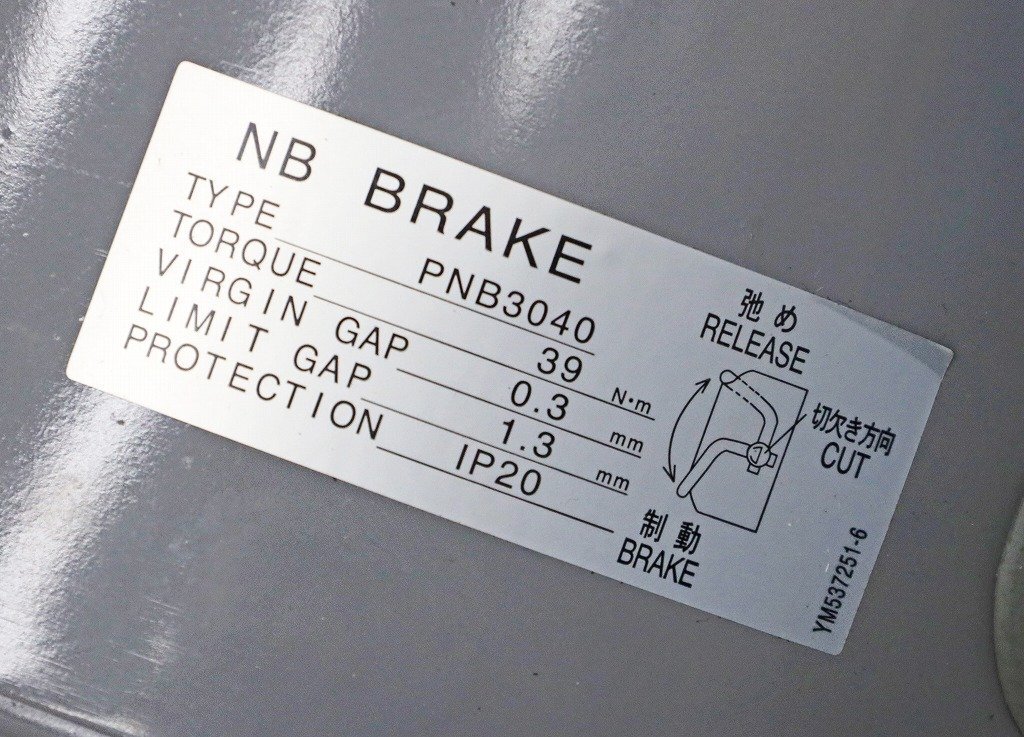 NB BRAKE
TYPE PNB3040
TORQUE 39 N·m
VIRGIN GAP 0.3 mm
LIMIT GAP 1.3 mm
PROTECTION IP20
弛め
RELEASE
切欠き方向
CUT
制動
BRAKE
YM537251-6